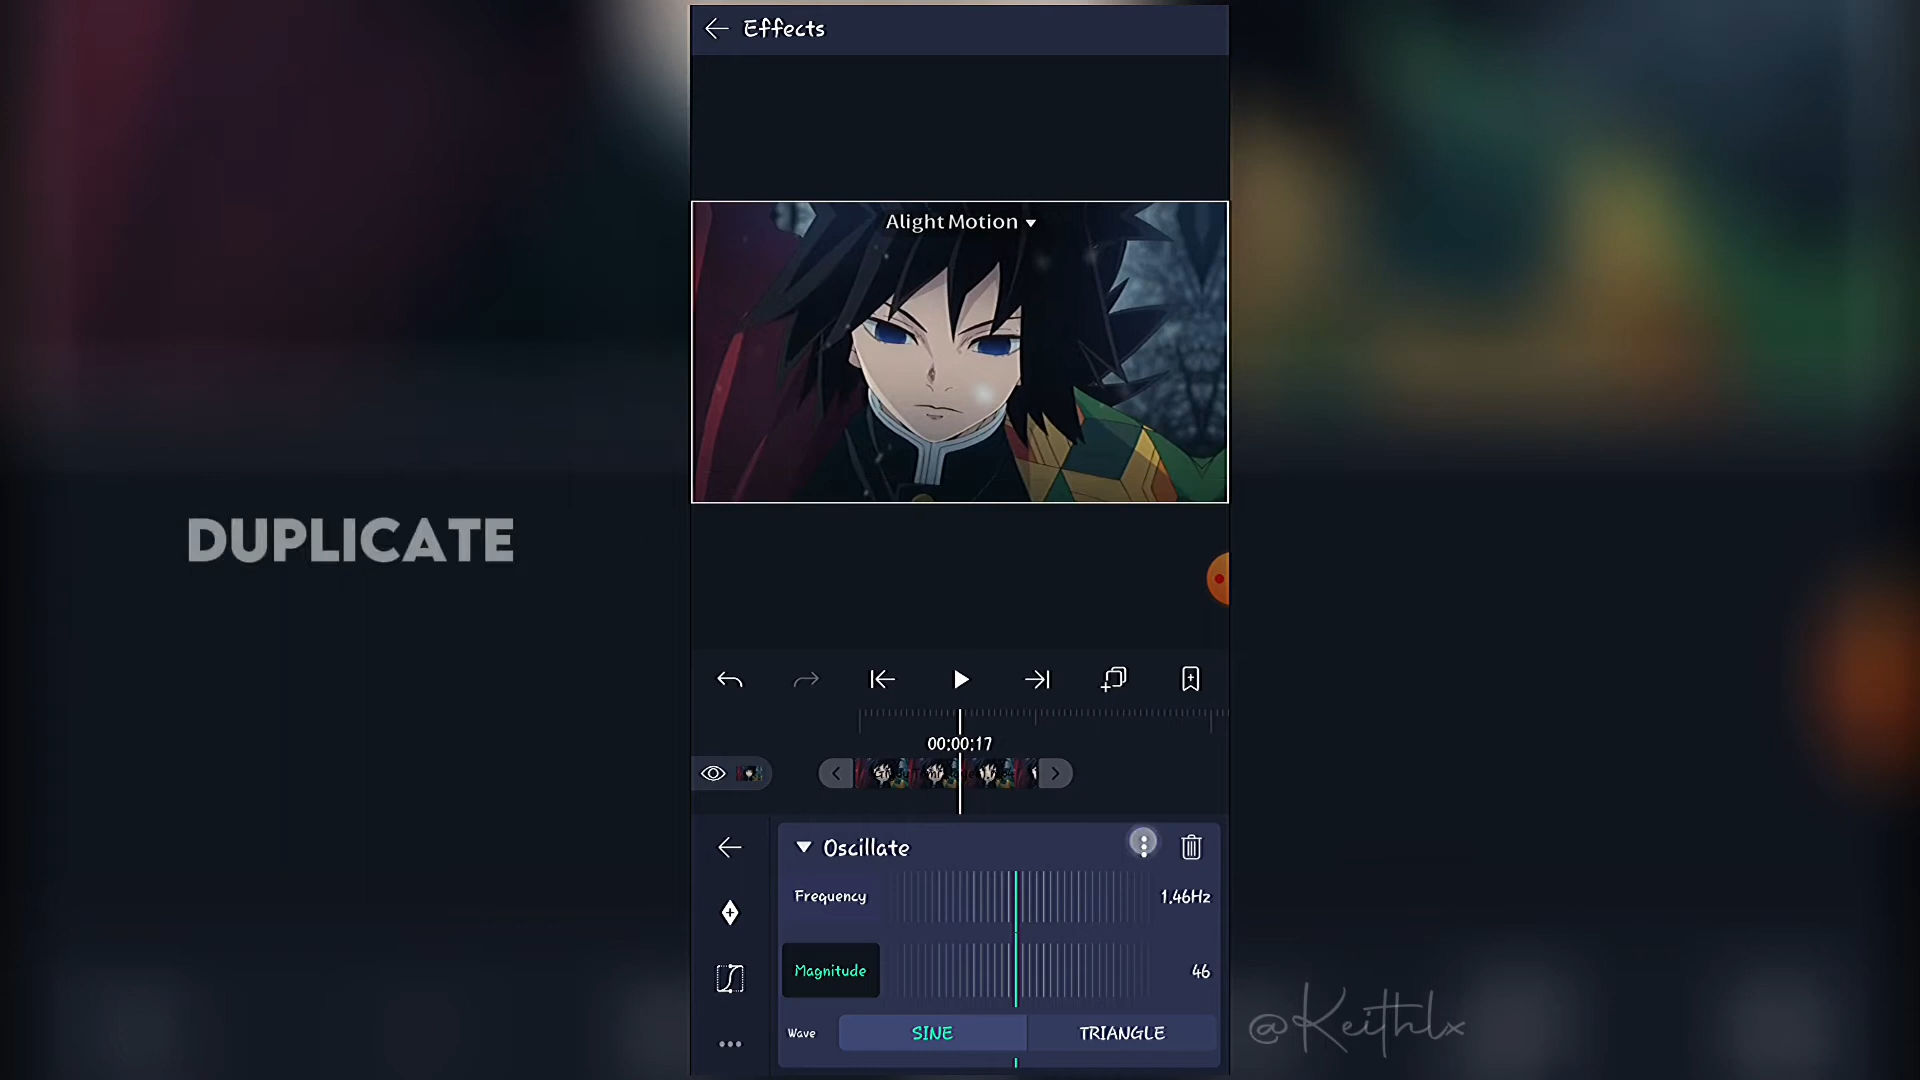 Effects
Alight Motion
DUPLICATE
00:00:17
Oscillate
Frequency
1.46Hz
Magnitude
46
Wave
SINE
TRIANGLE
@Keithlx